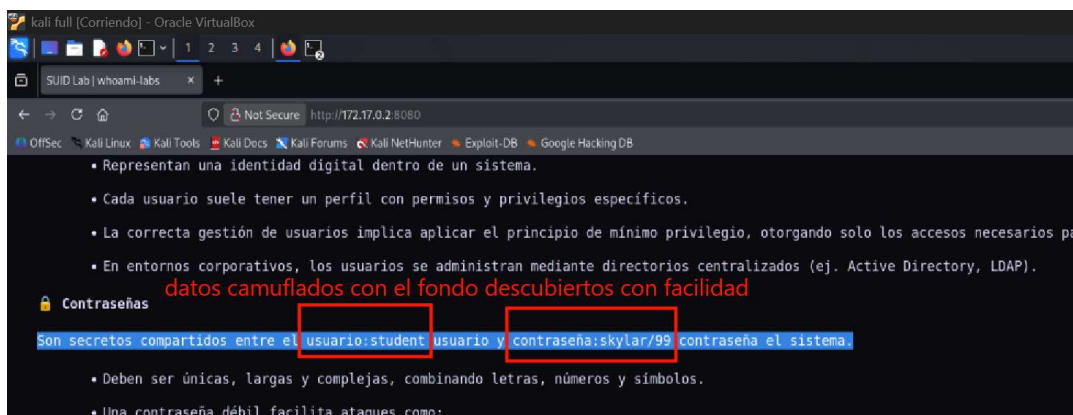 kali full [Corriendo] - Oracle VirtualBox
1 2 3 4
SUID Lab | whoami-labs × +
Not Secure http://172.17.0.2:8080
OffSec Kali Linux Kali Tools Kali Docs Kali Forums Kali NetHunter Exploit-DB Google Hacking DB
• Representan una identidad digital dentro de un sistema.
• Cada usuario suele tener un perfil con permisos y privilegios específicos.
• La correcta gestión de usuarios implica aplicar el principio de mínimo privilegio, otorgando solo los accesos necesarios pa
• En entornos corporativos, los usuarios se administran mediante directorios centralizados (ej. Active Directory, LDAP).
datos camuflados con el fondo descubiertos con facilidad
Contraseñas
Son secretos compartidos entre el usuario:student usuario y contraseña:skylar/99 contraseña el sistema.
• Deben ser únicas, largas y complejas, combinando letras, números y símbolos.
• Una contraseña débil facilita ataques como: